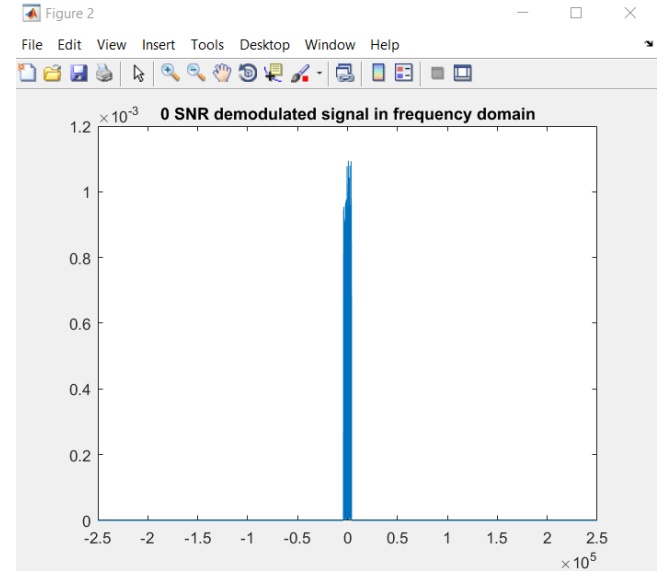 Figure 2
File Edit View Insert Tools Desktop Window Help
×10-3 0 SNR demodulated signal in frequency domain
1.2
1
0.8
0.6
0.4
0.2
0
-2.5 -2 -1.5 -1 -0.5 0 0.5 1 1.5 2 2.5
×105